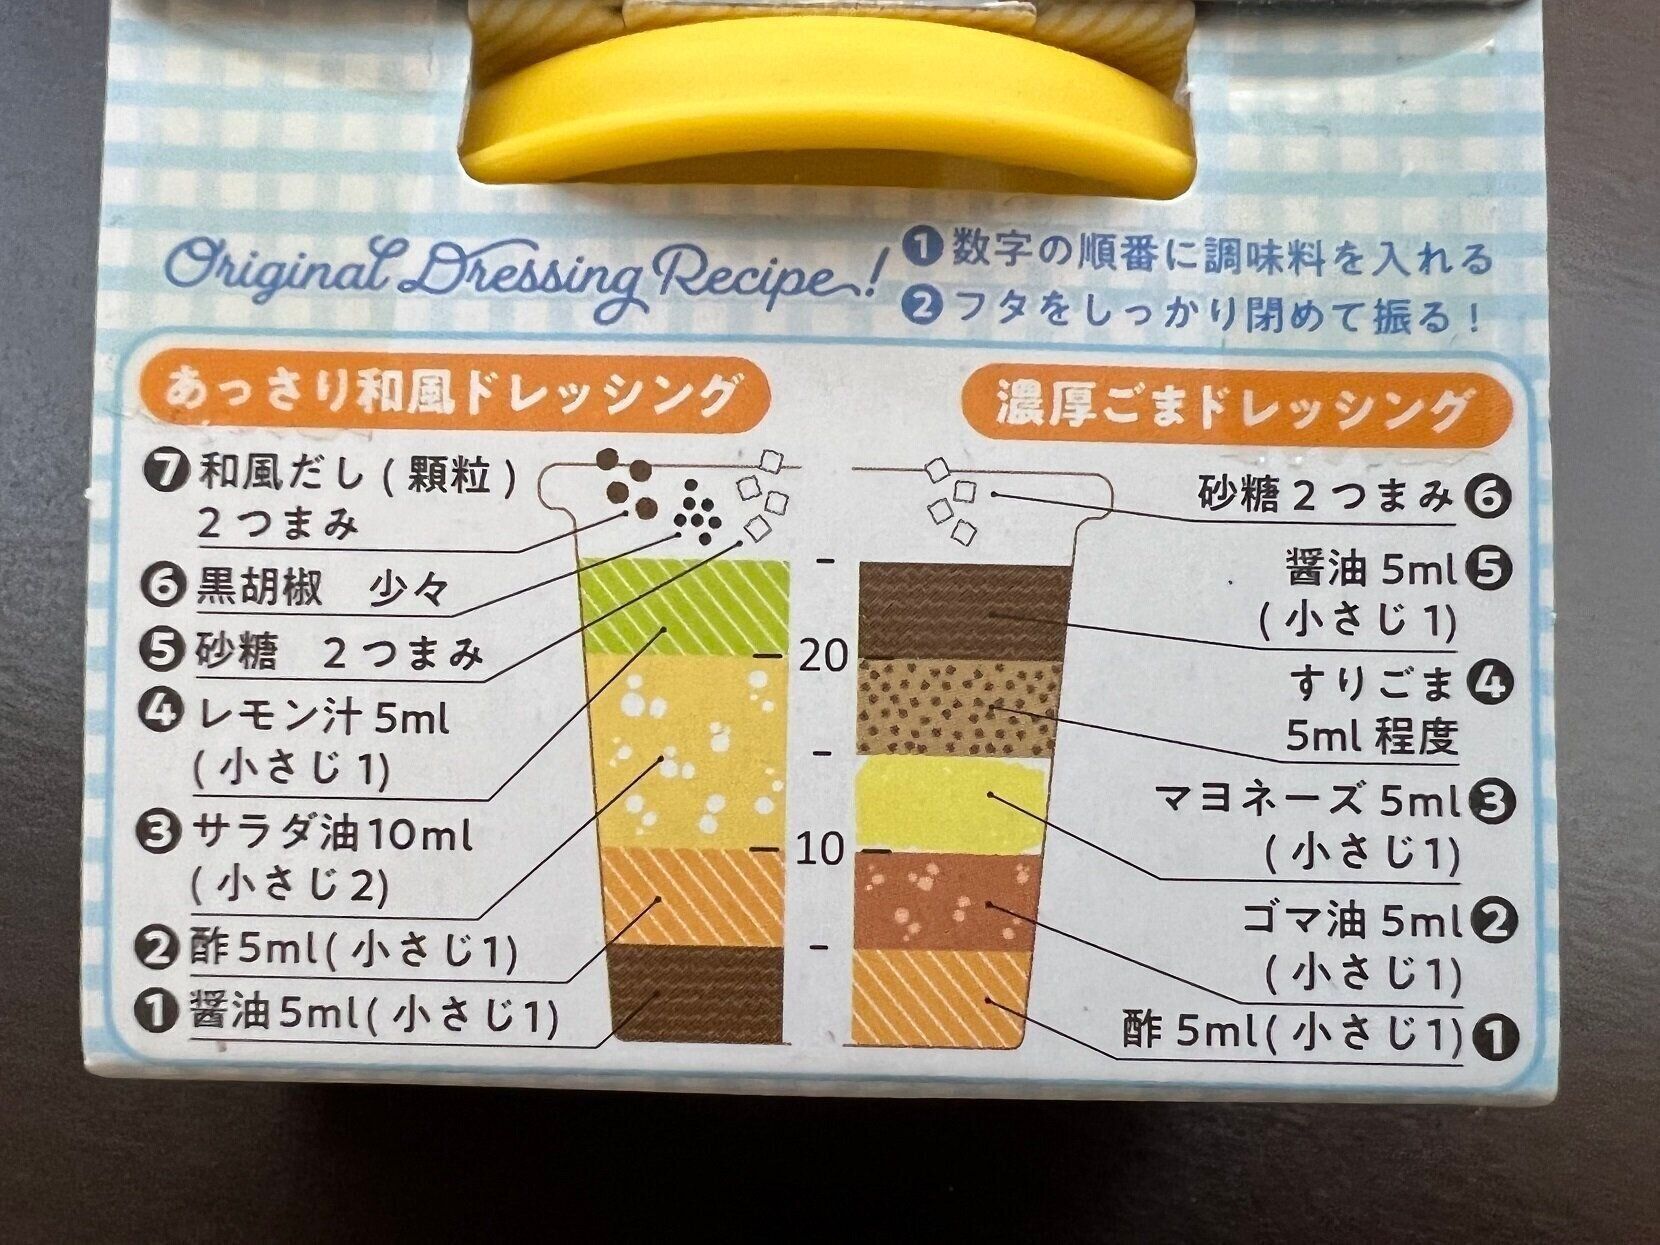 Original Dressing Recipe!
❶数字の順番に調味料を入れる
❷フタをしっかり閉めて振る！
あっさり和風ドレッシング
❼和風だし(顆粒)
2つまみ
❻黒胡椒 少々
❺砂糖 2つまみ
❹レモン汁5ml
(小さじ1)
❸サラダ油10ml
(小さじ2)
❷酢5ml(小さじ1)
❶醤油5ml(小さじ1)
20
10
濃厚ごまドレッシング
砂糖2つまみ❻
醤油5ml❺
(小さじ1)
すりごま❹
5ml程度
マヨネーズ5ml❸
(小さじ1)
ゴマ油5ml❷
(小さじ1)
酢5ml(小さじ1)❶